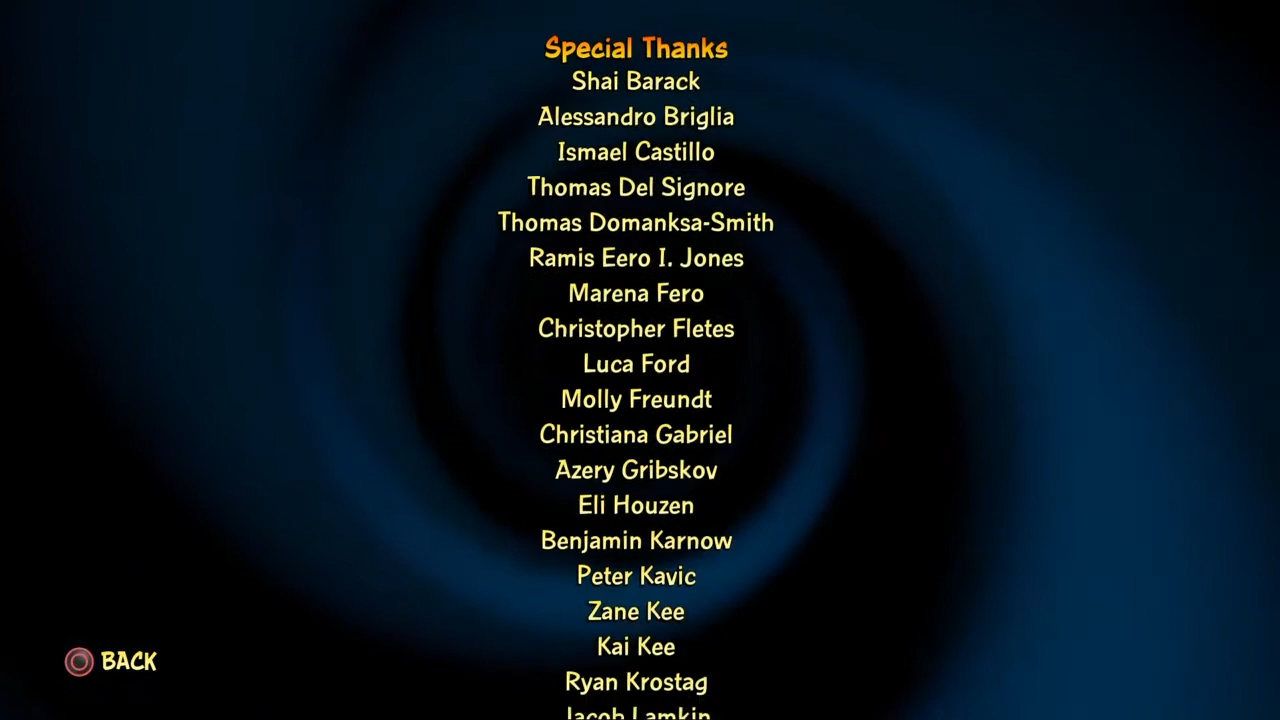 Special Thanks
Shai Barack
Alessandro Briglia
Ismael Castillo
Thomas Del Signore
Thomas Domanksa-Smith
Ramis Eero I. Jones
Marena Fero
Christopher Fletes
Luca Ford
Molly Freundt
Christiana Gabriel
Azery Gribskov
Eli Houzen
Benjamin Karnow
Peter Kavic
Zane Kee
Kai Kee
BACK
Ryan Krostag
Jacob Lamkin